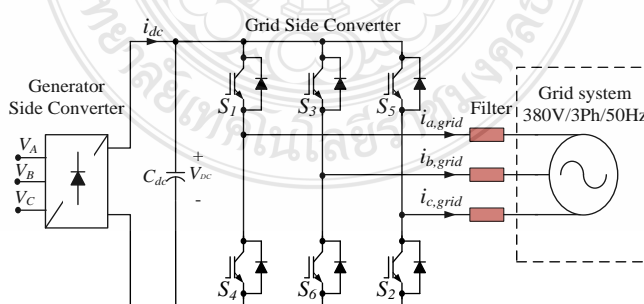 i_dc
Grid Side Converter
Generator
Side Converter
S_1
S_3
S_5
i_a,grid
Filter
Grid system
380V/3Ph/50Hz
V_A
V_B
V_C
C_dc
+
V_DC
-
i_b,grid
i_c,grid
S_4
S_6
S_2